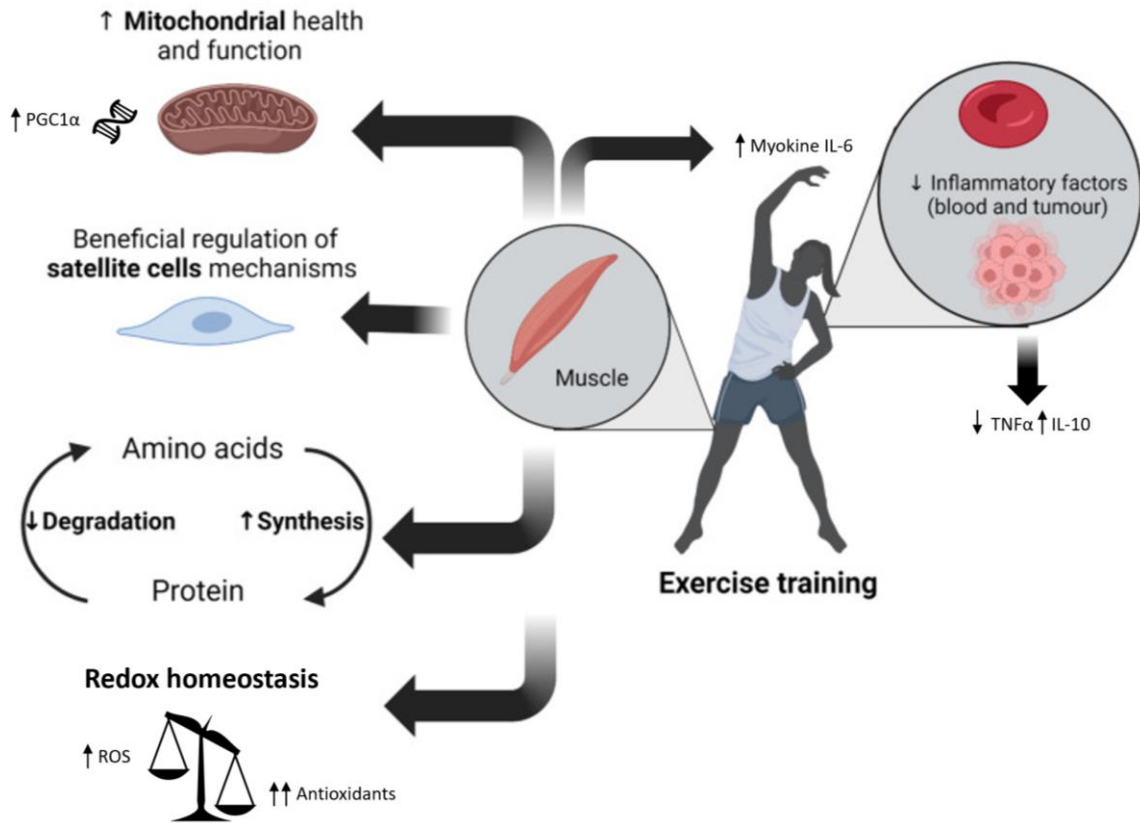 ↑ Mitochondrial health
and function
↑ PGC1α
↑ Myokine IL-6
↓ Inflammatory factors
(blood and tumour)
Beneficial regulation of
satellite cells mechanisms
Muscle
↓ TNFα ↑ IL-10
Amino acids
↓Degradation
↑Synthesis
Protein
Exercise training
Redox homeostasis
↑ ROS
↑↑ Antioxidants